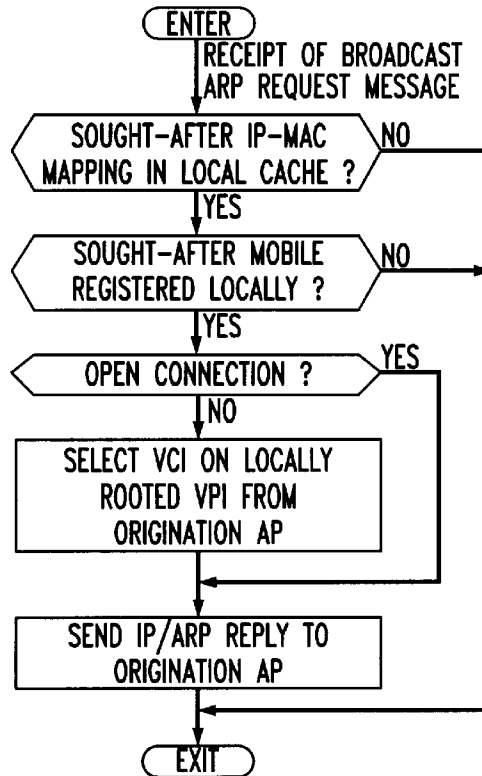 ENTER
RECEIPT OF BROADCAST
ARP REQUEST MESSAGE
SOUGHT-AFTER IP-MAC
MAPPING IN LOCAL CACHE ?
NO
YES
SOUGHT-AFTER MOBILE
REGISTERED LOCALLY ?
NO
YES
OPEN CONNECTION ?
YES
NO
SELECT VCI ON LOCALLY
ROOTED VPI FROM
ORIGINATION AP
SEND IP/ARP REPLY TO
ORIGINATION AP
EXIT